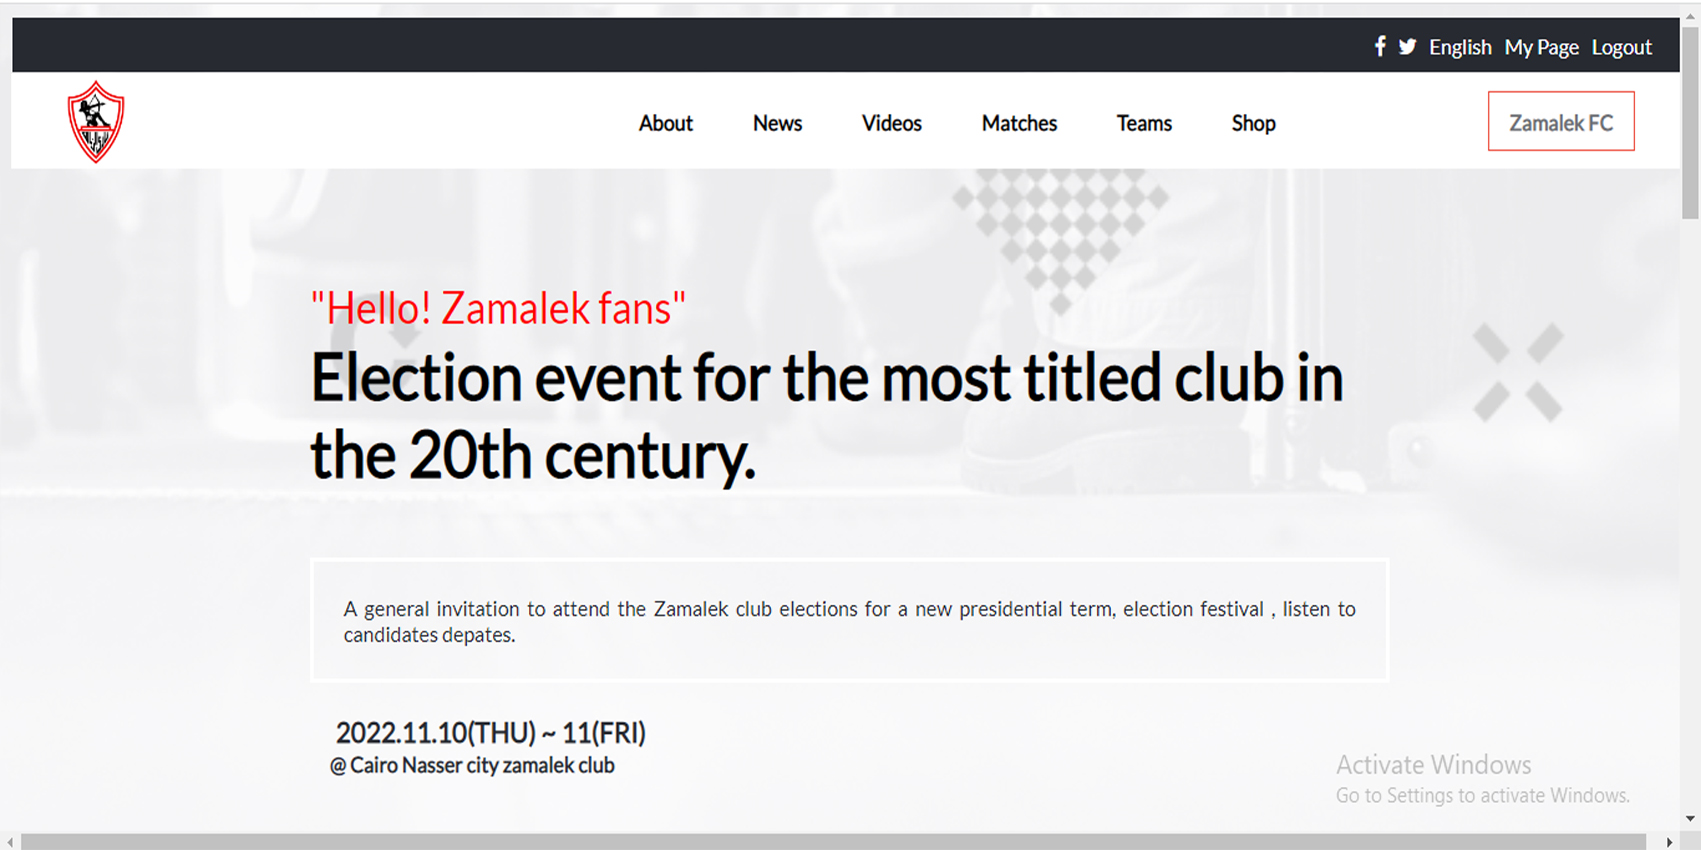 English My Page Logout
About News Videos Matches Teams Shop Zamalek FC
"Hello! Zamalek fans"
Election event for the most titled club in
the 20th century.
A general invitation to attend the Zamalek club elections for a new presidential term, election festival , listen to
candidates depates.
2022.11.10(THU) ~ 11(FRI)
@ Cairo Nasser city zamalek club
Activate Windows
Go to Settings to activate Windows.